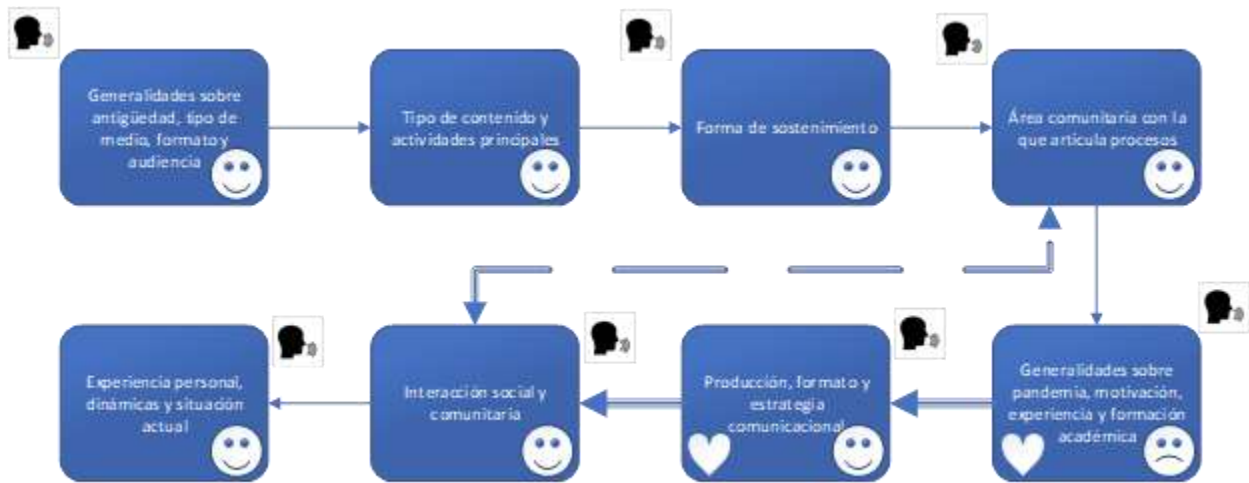 Generalidades sobre
antigüedad, tipo de
medio, formato y
audiencia
Tipo de contenido y
actividades principales
Forma de sostenimiento
Área comunitaria con la
que articula procesos
Generalidades sobre
pandemia, motivación,
experiencia y formación
académica
Producción, formato y
estrategia
comunicacional
Interacción social y
comunitaria
Experiencia personal,
dinámicas y situación
actual